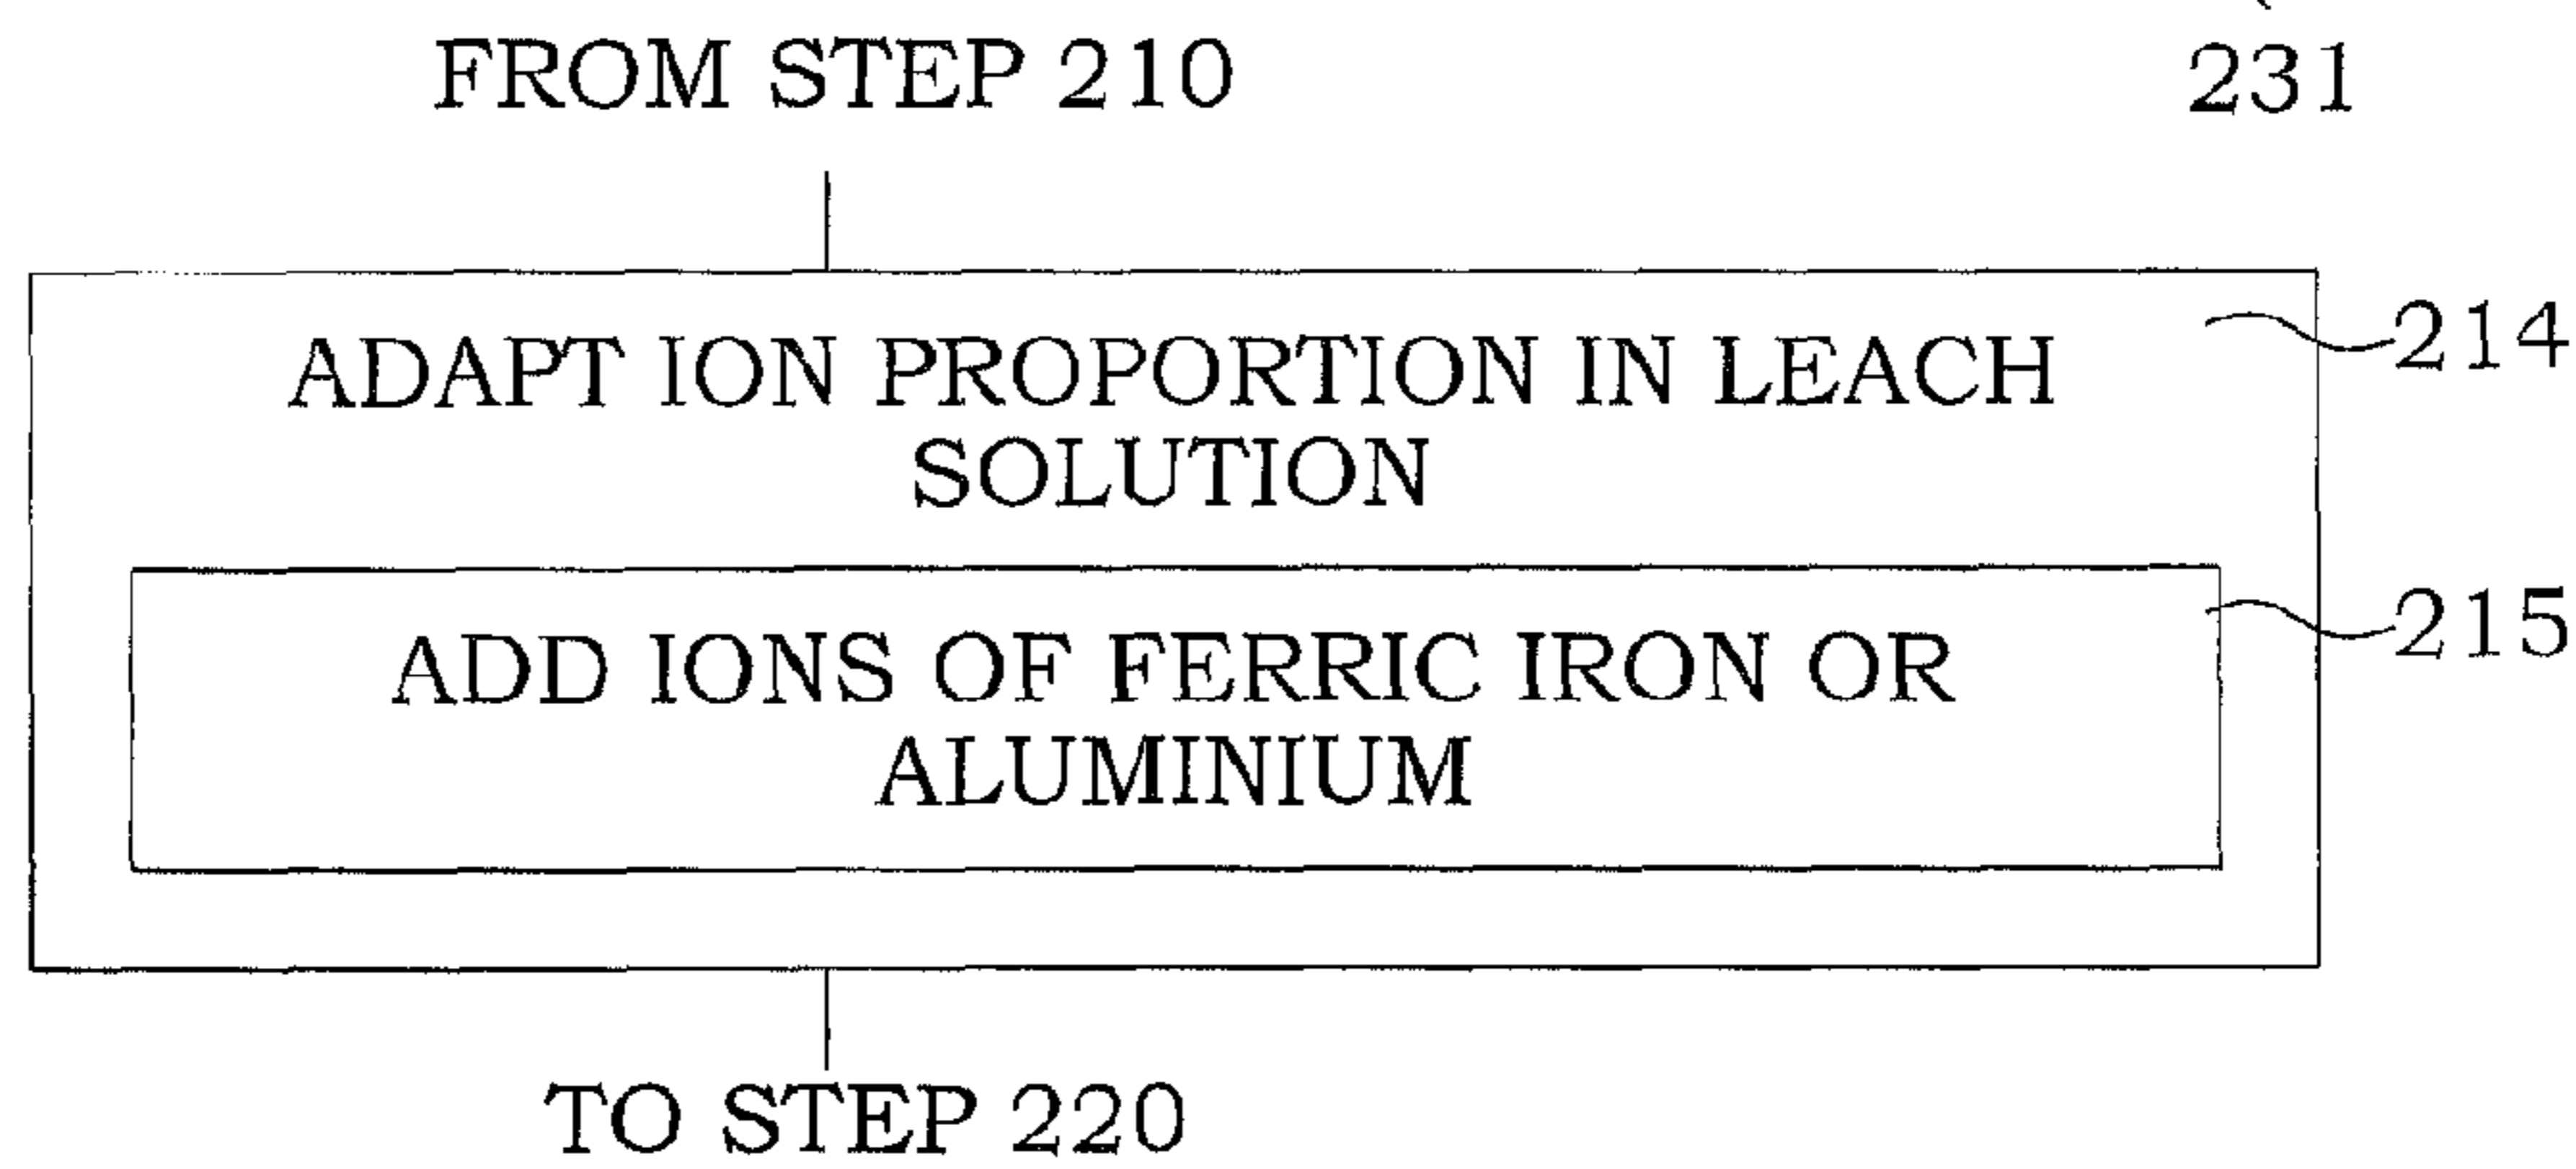 FROM STEP 210
231
ADAPT ION PROPORTION IN LEACH
SOLUTION
214
ADD IONS OF FERRIC IRON OR
ALUMINIUM
215
TO STEP 220